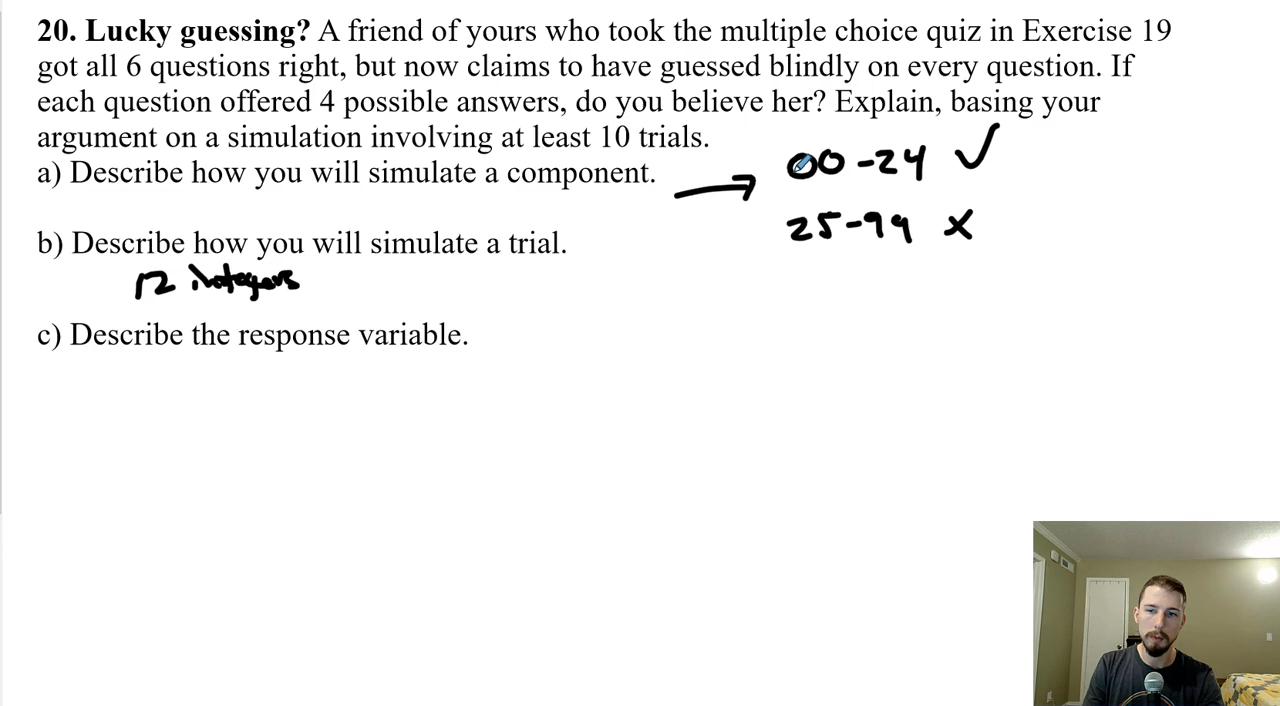 20. Lucky guessing? A friend of yours who took the multiple choice quiz in Exercise 19
got all 6 questions right, but now claims to have guessed blindly on every question. If
each question offered 4 possible answers, do you believe her? Explain, basing your
argument on a simulation involving at least 10 trials.
a) Describe how you will simulate a component.
00-24 ✓
25-99 x
b) Describe how you will simulate a trial.
12 integers
c) Describe the response variable.